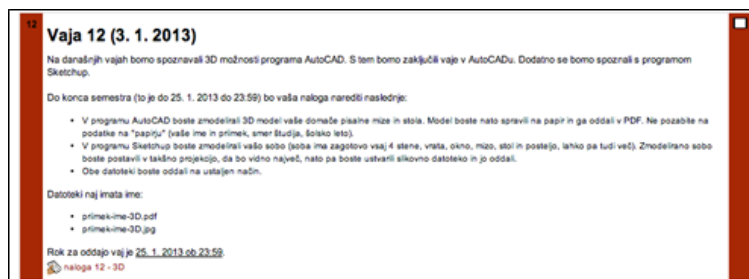 12
Vaja 12 (3. 1. 2013)
Na današnjih vajah bomo spoznavali 3D možnosti programa AutoCAD. S tem bomo zaključili vaje v AutoCADu. Dodatno se bomo spoznali s programom
Sketchup.
Do konca semestra (to je do 25. 1. 2013 do 23:59) bo vaša naloga narediti naslednje:
• V programu AutoCAD boste zmodelirali 3D model vaše domače pisalne mize in stola. Model boste nato spravili na papir in ga oddali v PDF. Ne pozabite na
podatke na "papirju" (vaše ime in priimek, smer študija, šolsko leto).
• V programu Sketchup boste zmodelirali vašo sobo (soba ima zagotovo vsaj 4 stene, vrata, okno, mizo, stol in posteljo, lahko pa tudi več). Zmodelirano sobo
boste postavili v takšno projekcijo, da bo vidno največ, nato pa boste ustvarili slikovno datoteko in jo oddali.
• Obe datoteki boste oddali na ustaljen način.
Datoteki naj imata ime:
• priimek-ime-3D.pdf
• priimek-ime-3D.jpg
Rok za oddajo vaj je 25. 1. 2013 ob 23:59.
naloga 12 - 3D